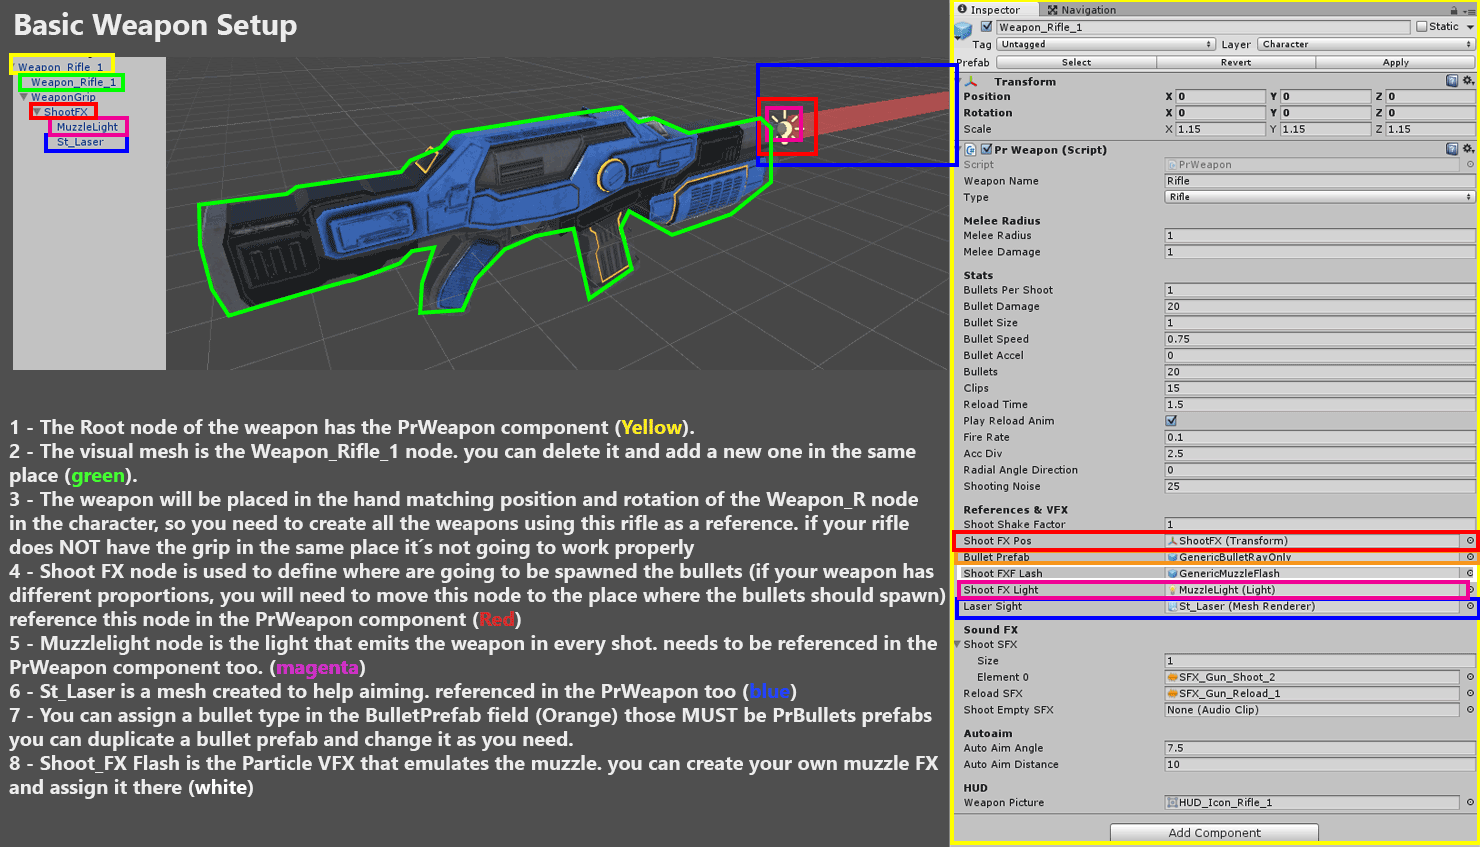 Basic Weapon Setup
Weapon_Rifle_1
Weapon_Rifle_1
WeaponGrip
ShootFX
MuzzleLight
St_Laser
1 - The Root node of the weapon has the PrWeapon component (Yellow).
2 - The visual mesh is the Weapon_Rifle_1 node. you can delete it and add a new one in the same
place (green).
3 - The weapon will be placed in the hand matching position and rotation of the Weapon_R node
in the character, so you need to create all the weapons using this rifle as a reference. if your rifle
does NOT have the grip in the same place it´s not going to work properly
4 - Shoot FX node is used to define where are going to be spawned the bullets (if your weapon has
different proportions, you will need to move this node to the place where the bullets should spawn)
reference this node in the PrWeapon component (Red)
5 - Muzzlelight node is the light that emits the weapon in every shot. needs to be referenced in the
PrWeapon component too. (magenta)
6 - St_Laser is a mesh created to help aiming. referenced in the PrWeapon too (blue)
7 - You can assign a bullet type in the BulletPrefab field (Orange) those MUST be PrBullets prefabs
you can duplicate a bullet prefab and change it as you need.
8 - Shoot_FX Flash is the Particle VFX that emulates the muzzle. you can create your own muzzle FX
and assign it there (white)
Inspector Navigation
Weapon_Rifle_1 Static
Tag Untagged Layer Character
Prefab Select Revert Apply
Transform
Position X 0 Y 0 Z 0
Rotation X 0 Y 0 Z 0
Scale X 1.15 Y 1.15 Z 1.15
Pr Weapon (Script)
Script PrWeapon
Weapon Name Rifle
Type Rifle
Melee Radius
Melee Radius 1
Melee Damage 1
Stats
Bullets Per Shoot 1
Bullet Damage 20
Bullet Size 1
Bullet Speed 0.75
Bullet Accel 0
Bullets 20
Clips 15
Reload Time 1.5
Play Reload Anim
Fire Rate 0.1
Acc Div 2.5
Radial Angle Direction 0
Shooting Noise 25
References & VFX
Shoot Shake Factor 1
Shoot FX Pos ShootFX (Transform)
Bullet Prefab GenericBulletRayOnly
Shoot FXF Lash GenericMuzzleFlash
Shoot FX Light MuzzleLight (Light)
Laser Sight St_Laser (Mesh Renderer)
Sound FX
Shoot SFX
Size 1
Element 0 SFX_Gun_Shoot_2
Reload SFX SFX_Gun_Reload_1
Shoot Empty SFX None (Audio Clip)
Autoaim
Auto Aim Angle 7.5
Auto Aim Distance 10
HUD
Weapon Picture HUD_Icon_Rifle_1
Add Component